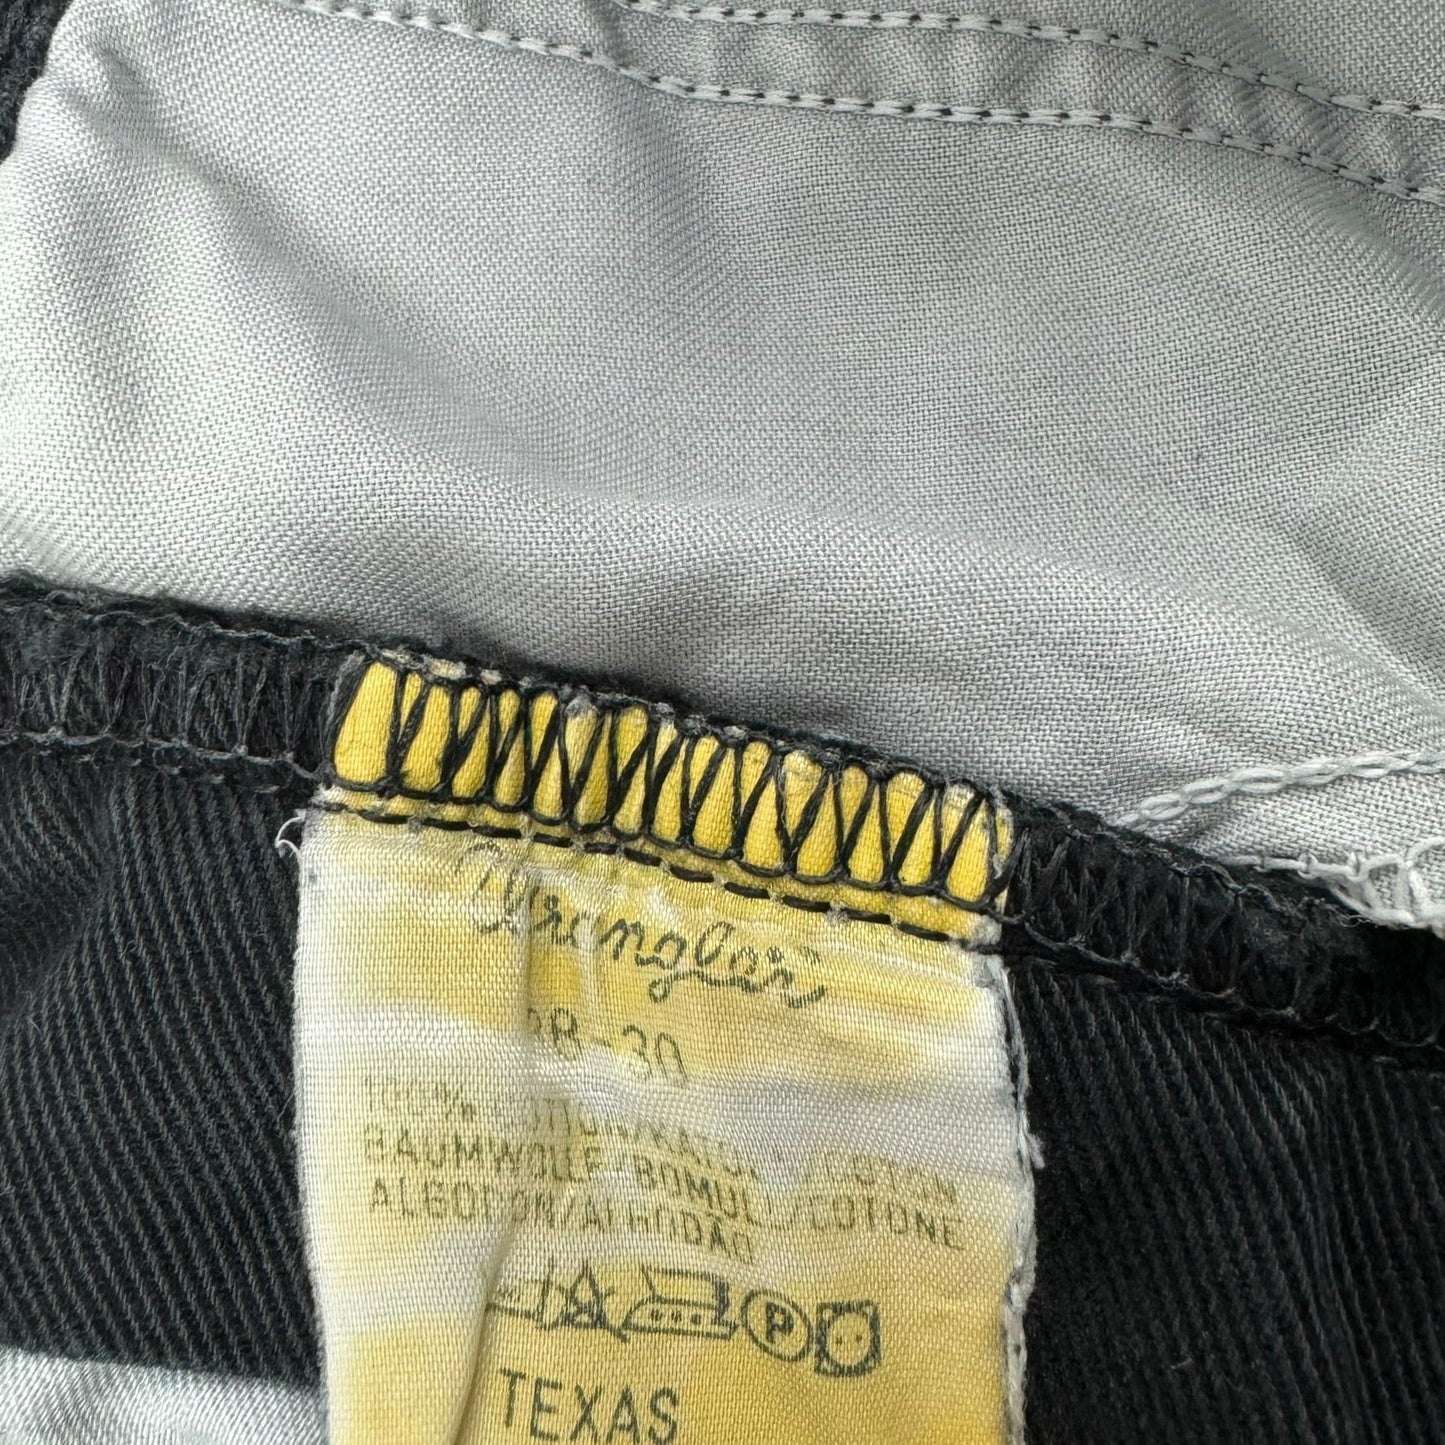 Wrangler
100% COTTON/KATOEN/COTON
BAUMWOLLE/BOMULL/COTONE
ALGODON/ALGODÃO
P
TEXAS